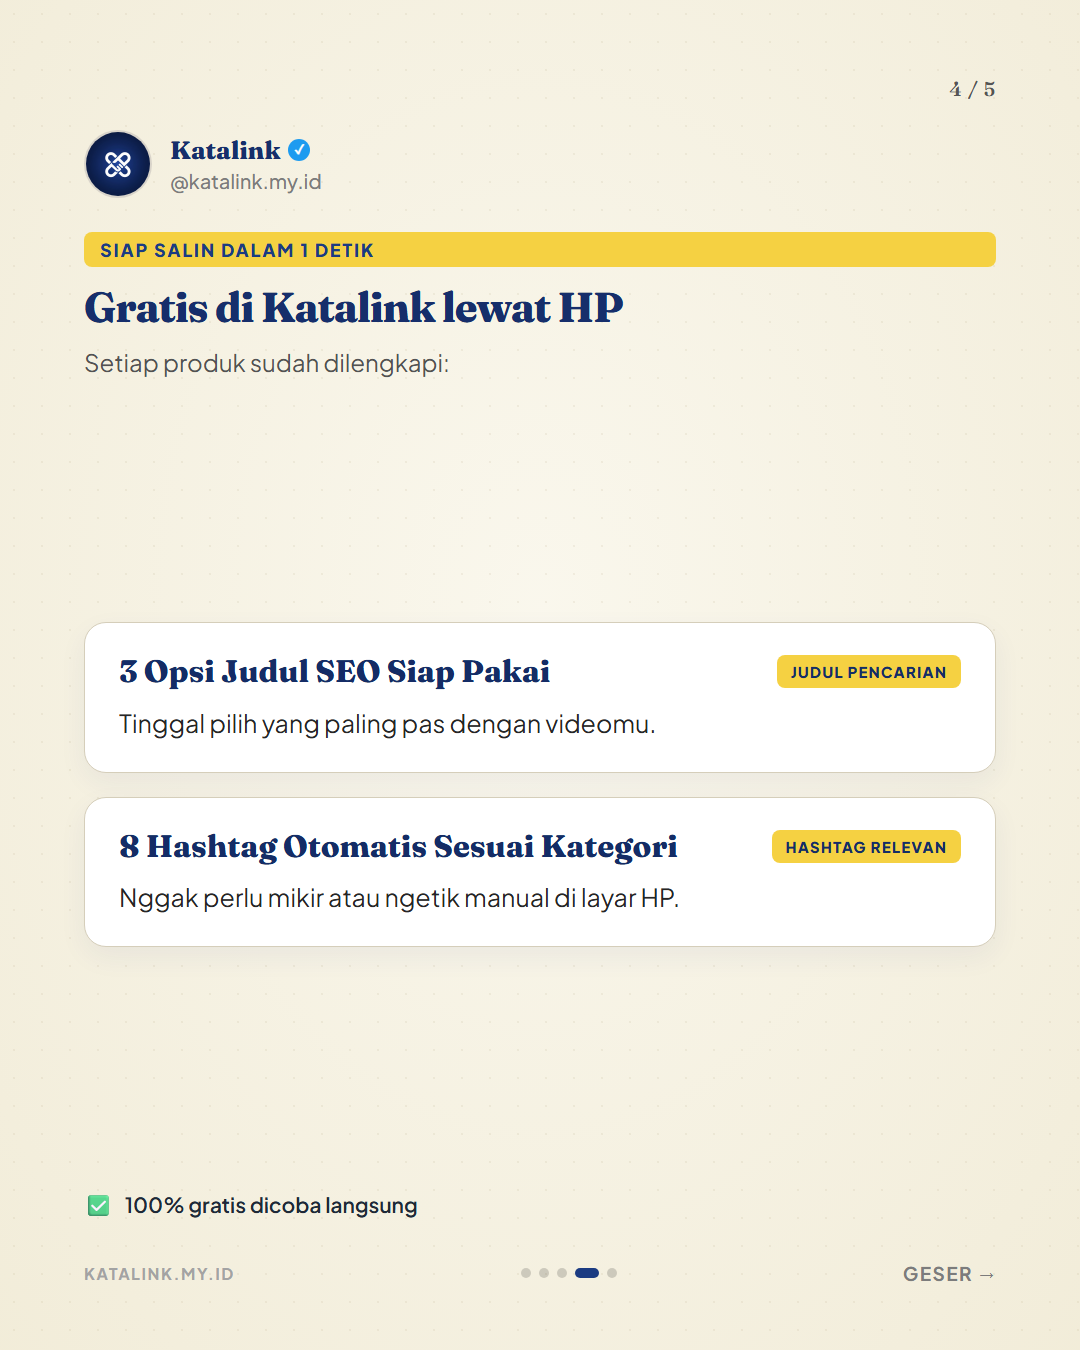 4 / 5
Katalink
@katalink.my.id
SIAP SALIN DALAM 1 DETIK
Gratis di Katalink lewat HP
Setiap produk sudah dilengkapi:
3 Opsi Judul SEO Siap Pakai
JUDUL PENCARIAN
Tinggal pilih yang paling pas dengan videomu.
8 Hashtag Otomatis Sesuai Kategori
HASHTAG RELEVAN
Nggak perlu mikir atau ngetik manual di layar HP.
✅ 100% gratis dicoba langsung
KATALINK.MY.ID
GESER →